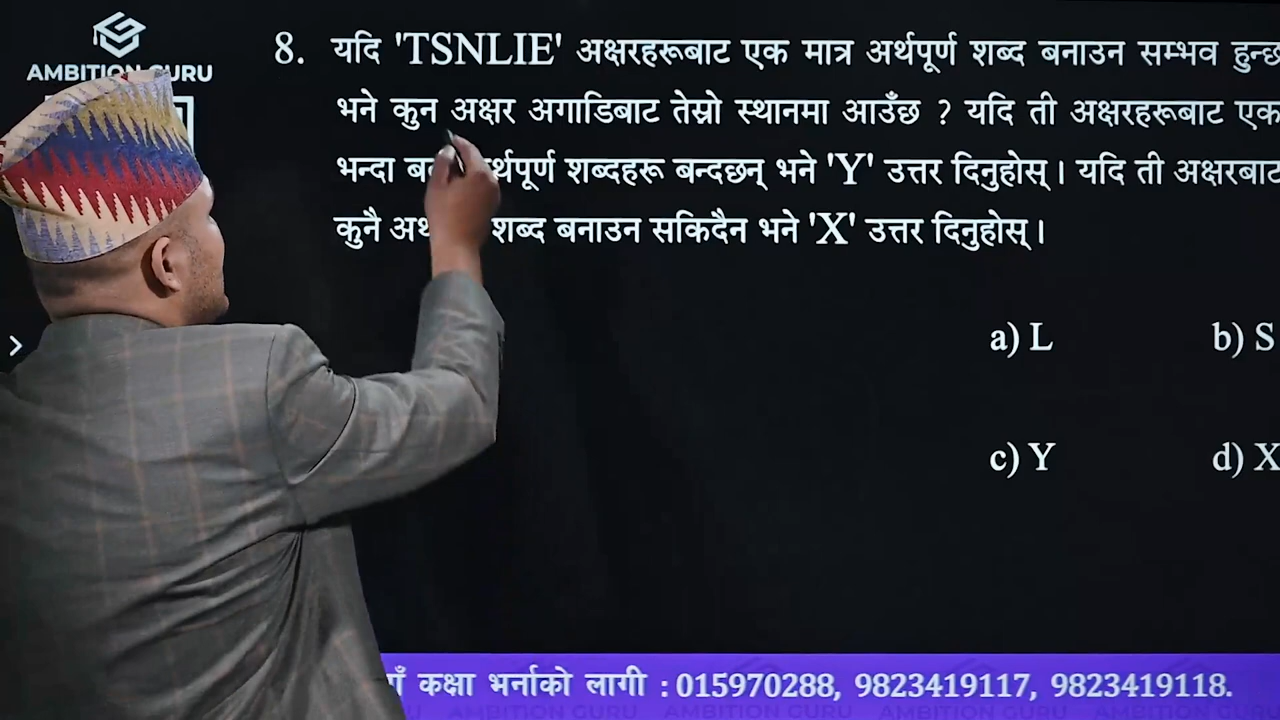 AMBITION GURU
8. यदि 'TSNLIE' अक्षरहरूबाट एक मात्र अर्थपूर्ण शब्द बनाउन सम्भव हुन्छ
भने कुन अक्षर अगाडिबाट तेस्रो स्थानमा आउँछ ? यदि ती अक्षरहरूबाट एक
भन्दा र्थपूर्ण शब्दहरू बन्दछन् भने 'Y' उत्तर दिनुहोस् । यदि ती अक्षरबाट
कुनै शब्द बनाउन सकिदैन भने 'X' उत्तर दिनुहोस् ।
a) L b) S
c) Y d) X
कक्षा भर्नाको लागी : 015970288, 9823419117, 9823419118.